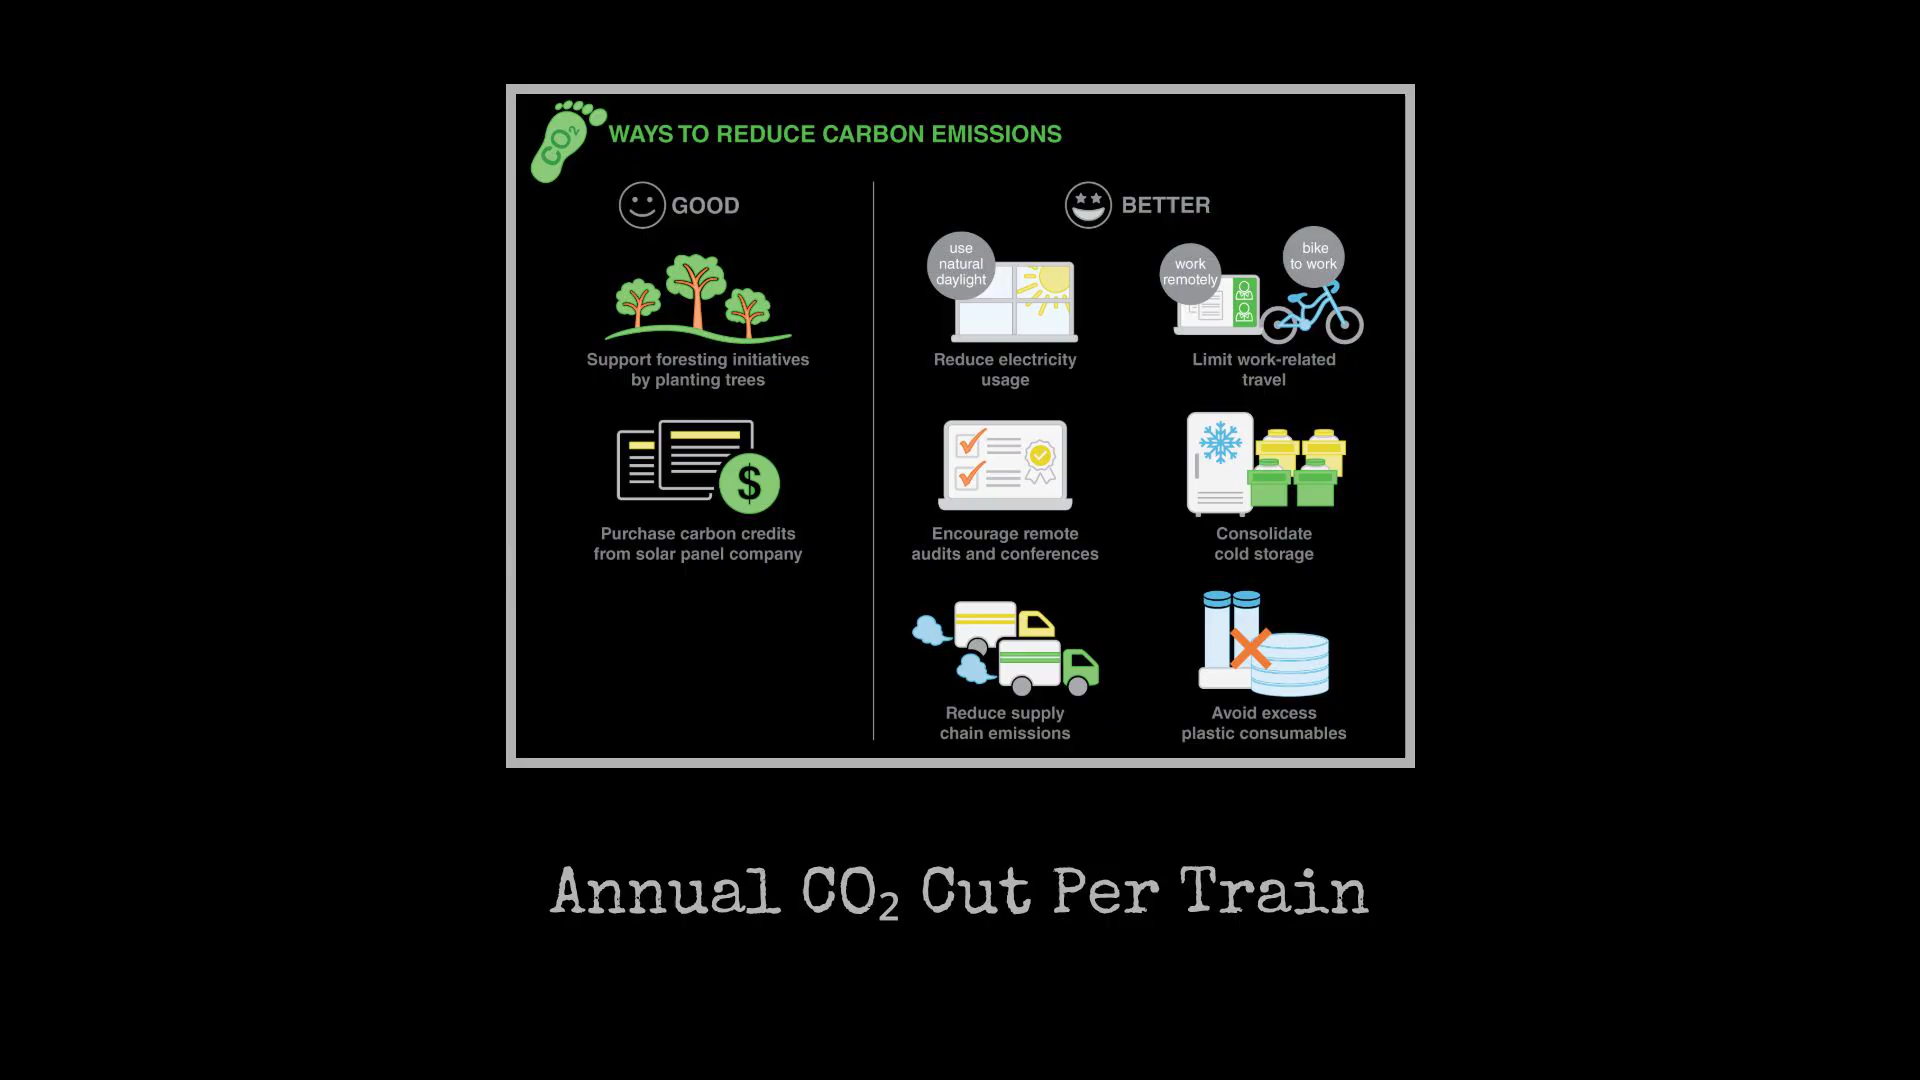 CO₂
WAYS TO REDUCE CARBON EMISSIONS
GOOD
Support foresting initiatives
by planting trees
$
Purchase carbon credits
from solar panel company
BETTER
use
natural
daylight
Reduce electricity
usage
work
remotely
bike
to work
Limit work-related
travel
Encourage remote
audits and conferences
Consolidate
cold storage
Reduce supply
chain emissions
Avoid excess
plastic consumables
Annual CO₂ Cut Per Train